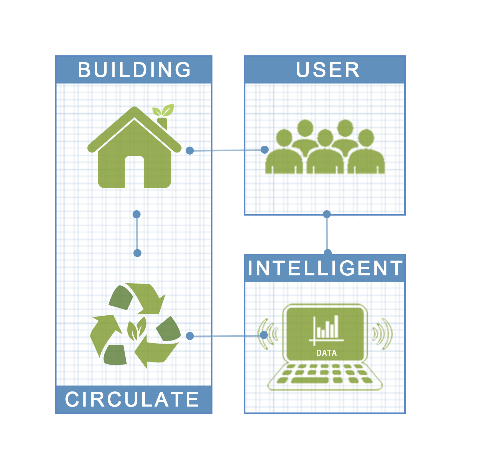 BUILDING
USER
INTELLIGENT
DATA
CIRCULATE